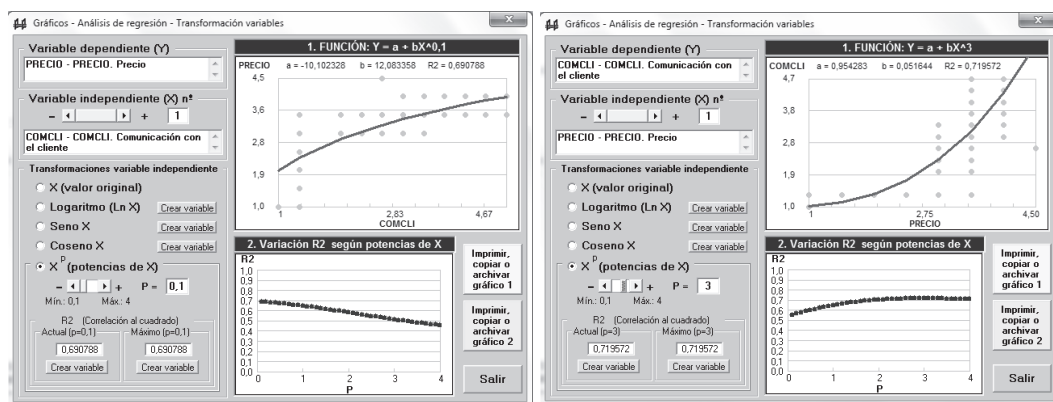 Gráficos - Análisis de regresión - Transformación variables
x
Variable dependiente (Y)
PRECIO - PRECIO. Precio
Variable independiente (X) nº
- + 1
COMCLI - COMCLI. Comunicación con
el cliente
Transformaciones variable independiente
X (valor original)
Logaritmo (Ln X) Crear variable
Seno X Crear variable
Coseno X Crear variable
X^p (potencias de X)
- + P = 0,1
Mín.: 0,1 Máx.: 4
R2 (Correlación al cuadrado)
Actual (p=0,1) Máximo (p=0,1)
0,690788 0,690788
Crear variable Crear variable
1. FUNCIÓN: Y = a + bX^0,1
PRECIO a = -10,102328 b = 12,083358 R2 = 0,690788
4,5
3,6
2,8
1,9
1,0
1 2,83 4,67
COMCLI
2. Variación R2 según potencias de X
R2
1,0
0,9
0,8
0,7
0,6
0,5
0,4
0,3
0,2
0,1
0,0
0 1 2 3 4
P
Imprimir,
copiar o
archivar
gráfico 1
Imprimir,
copiar o
archivar
gráfico 2
Salir
Gráficos - Análisis de regresión - Transformación variables
x
Variable dependiente (Y)
COMCLI - COMCLI. Comunicación con
el cliente
Variable independiente (X) nº
- + 1
PRECIO - PRECIO. Precio
Transformaciones variable independiente
X (valor original)
Logaritmo (Ln X) Crear variable
Seno X Crear variable
Coseno X Crear variable
X^p (potencias de X)
- + P = 3
Mín.: 0,1 Máx.: 4
R2 (Correlación al cuadrado)
Actual (p=3) Máximo (p=3)
0,719572 0,719572
Crear variable Crear variable
1. FUNCIÓN: Y = a + bX^3
COMCLI a = 0,954283 b = 0,051644 R2 = 0,719572
4,7
3,8
2,8
1,9
1,0
1 2,75 4,50
PRECIO
2. Variación R2 según potencias de X
R2
1,0
0,9
0,8
0,7
0,6
0,5
0,4
0,3
0,2
0,1
0,0
0 1 2 3 4
P
Imprimir,
copiar o
archivar
gráfico 1
Imprimir,
copiar o
archivar
gráfico 2
Salir